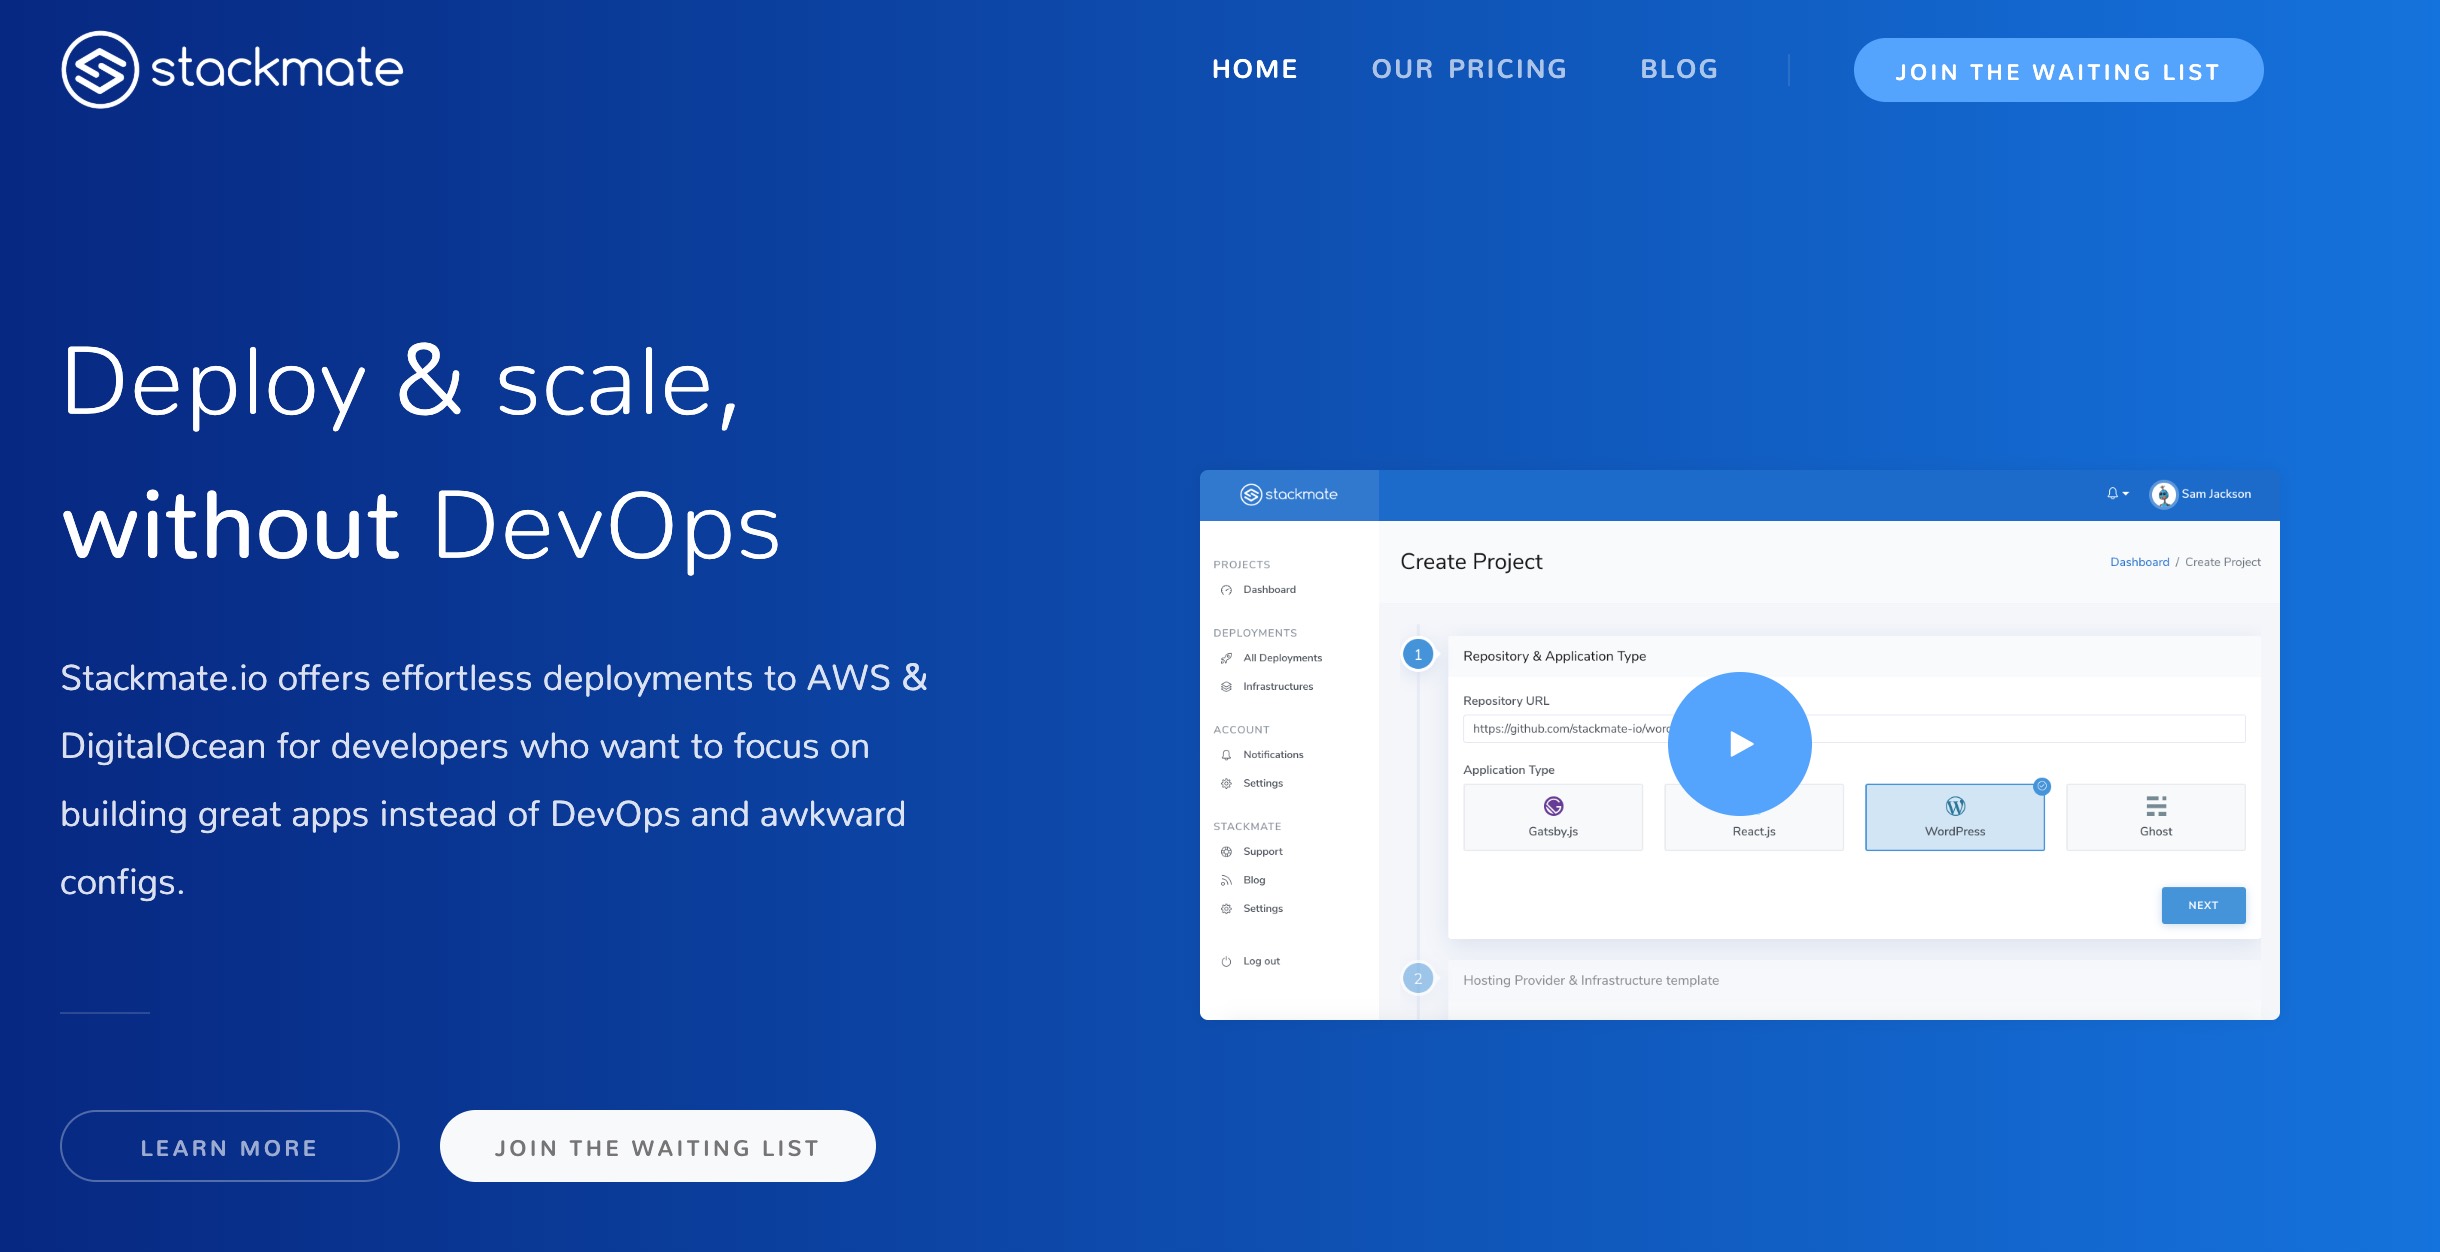 stackmate
HOME
OUR PRICING
BLOG
JOIN THE WAITING LIST
Deploy & scale,
without DevOps
Stackmate.io offers effortless deployments to AWS &
DigitalOcean for developers who want to focus on
building great apps instead of DevOps and awkward
configs.
LEARN MORE
JOIN THE WAITING LIST
stackmate
Sam Jackson
PROJECTS
Dashboard
DEPLOYMENTS
All Deployments
Infrastructures
ACCOUNT
Notifications
Settings
STACKMATE
Support
Blog
Settings
Log out
Create Project
Dashboard / Create Project
1
Repository & Application Type
Repository URL
https://github.com/stackmate-io/word
Application Type
Gatsby.js
React.js
WordPress
Ghost
NEXT
2
Hosting Provider & Infrastructure template